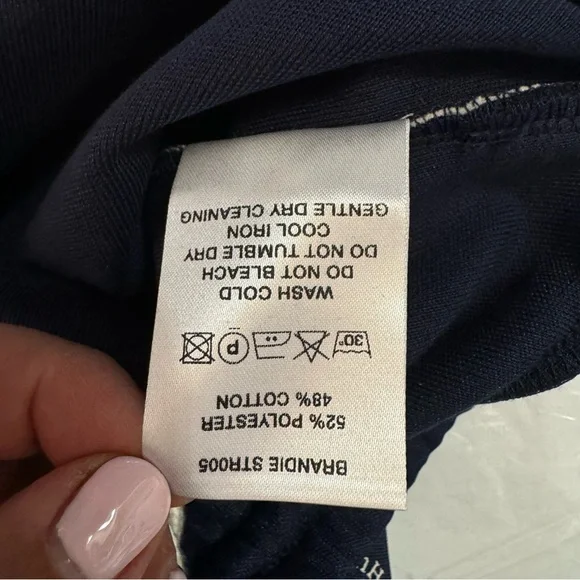 BRANDIE STR005
52% POLYESTER
48% COTTON
30°
P
WASH COLD
DO NOT BLEACH
DO NOT TUMBLE DRY
COOL IRON
GENTLE DRY CLEANING